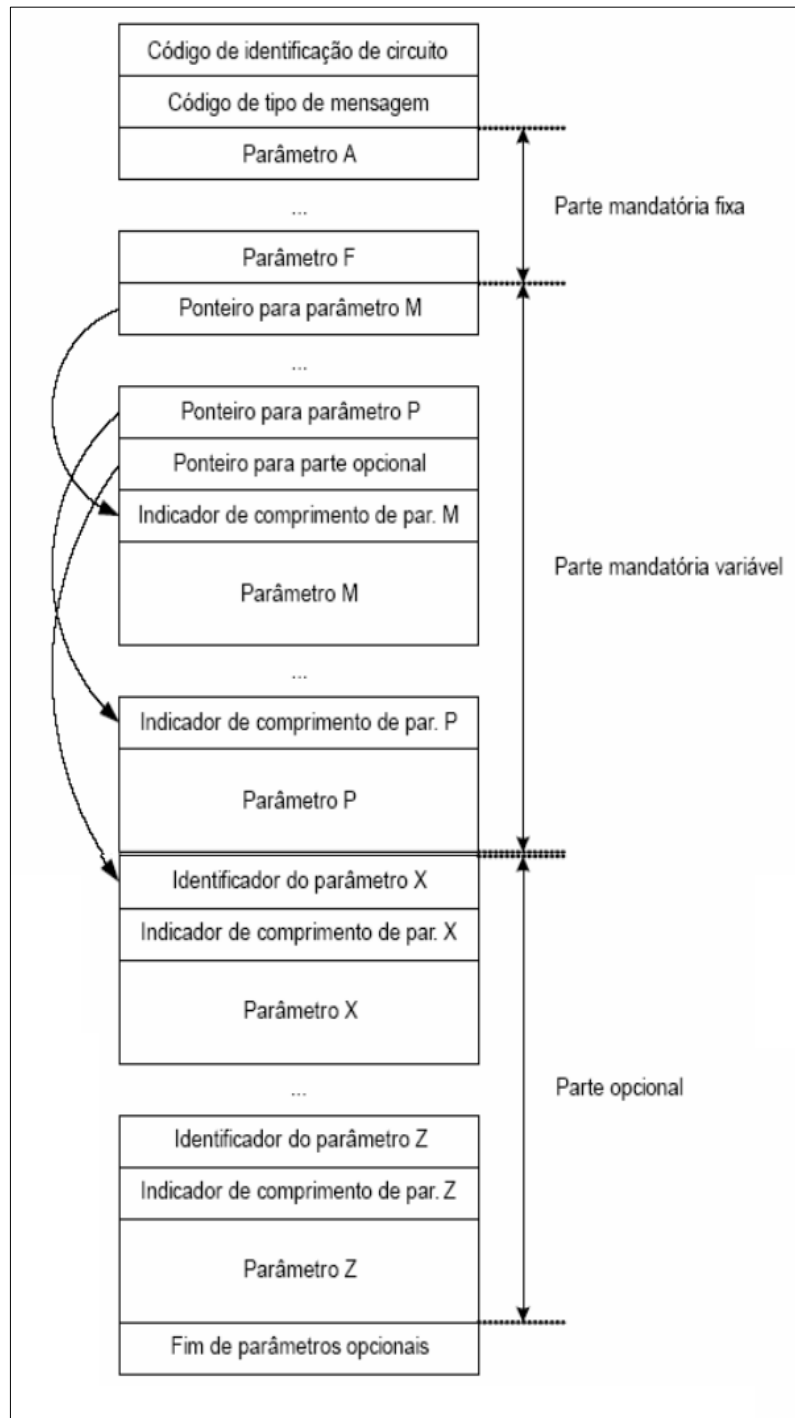 Código de identificação de circuito
Código de tipo de mensagem
Parâmetro A
...
Parâmetro F
Parte mandatória fixa
Ponteiro para parâmetro M
...
Ponteiro para parâmetro P
Ponteiro para parte opcional
Indicador de comprimento de par. M
Parâmetro M
Parte mandatória variável
...
Indicador de comprimento de par. P
Parâmetro P
Identificador do parâmetro X
Indicador de comprimento de par. X
Parâmetro X
...
Parte opcional
Identificador do parâmetro Z
Indicador de comprimento de par. Z
Parâmetro Z
Fim de parâmetros opcionais